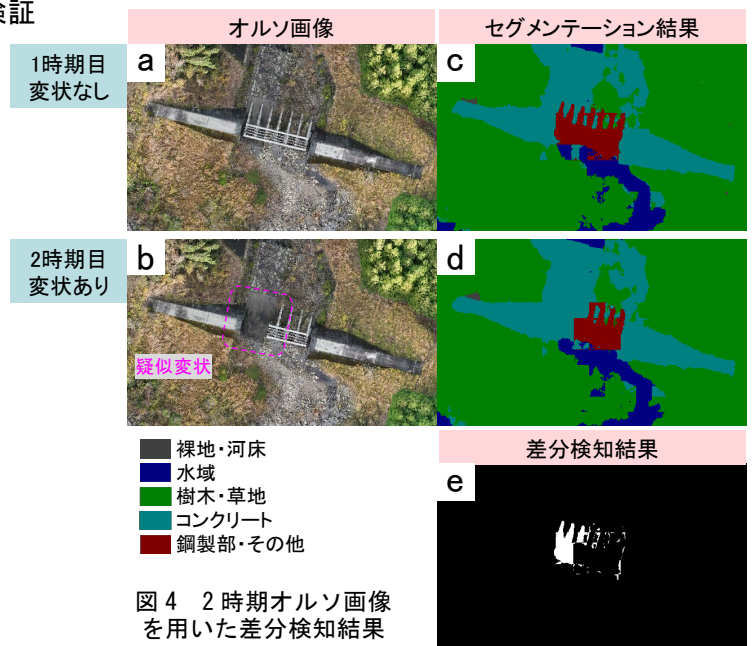 検証
オルソ画像
セグメンテーション結果
1時期目
変状なし
a
c
2時期目
変状あり
b
d
疑似変状
裸地・河床
水域
樹木・草地
コンクリート
鋼製部・その他
差分検知結果
e
図4 2時期オルソ画像
を用いた差分検知結果